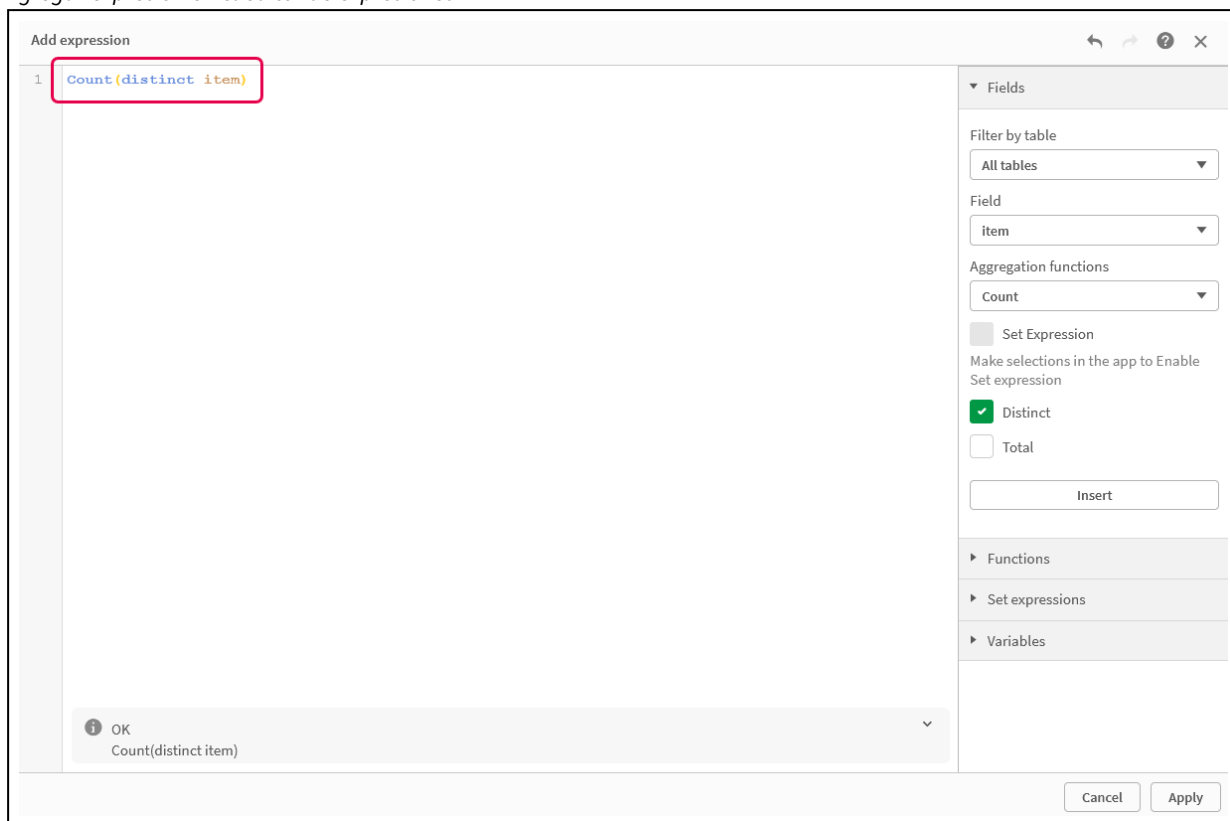 Add expression
1 Count(distinct item)
Fields
Filter by table
All tables
Field
item
Aggregation functions
Count
Set Expression
Make selections in the app to Enable
Set expression
Distinct
Total
Insert
Functions
Set expressions
Variables
OK
Count(distinct item)
Cancel Apply